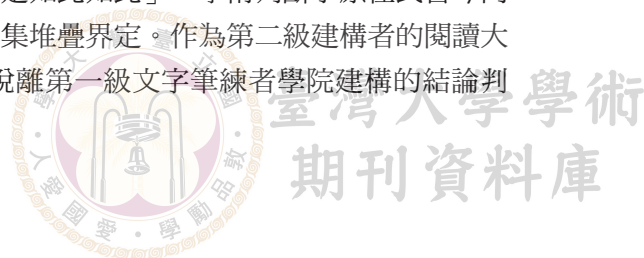 集堆疊界定。作為第二級建構者的閱讀大
脫離第一級文字筆練者學院建構的結論判
臺灣大學學術
期刊資料庫